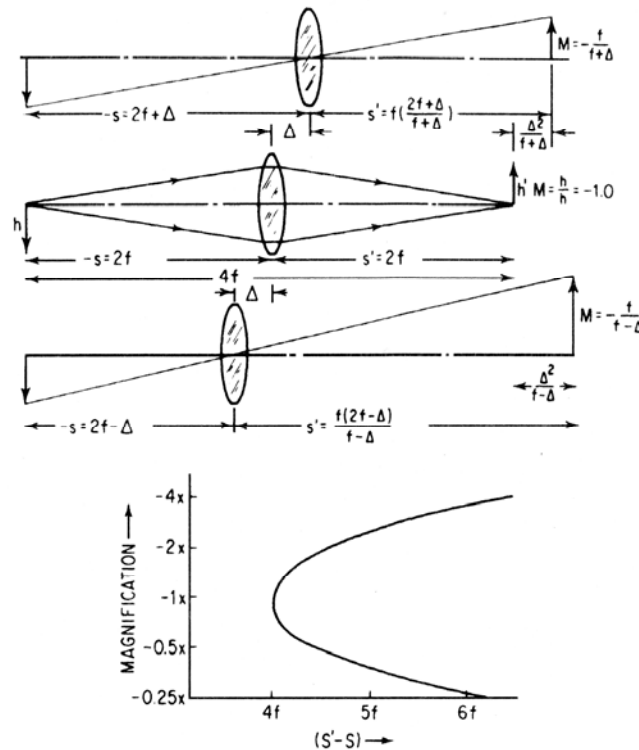 M=-f/(f+Δ)
-s=2f+Δ
s'=f((2f+Δ)/(f+Δ))
Δ
Δ²/(f+Δ)
h
h' M=h/h=-1.0
-s=2f
s'=2f
4f
Δ
M=-f/(f-Δ)
Δ²/(f-Δ)
-s=2f-Δ
s'=f(2f-Δ)/(f-Δ)
MAGNIFICATION
-4x
-2x
-1x
-0.5x
-0.25x
4f
5f
6f
(S'-S)